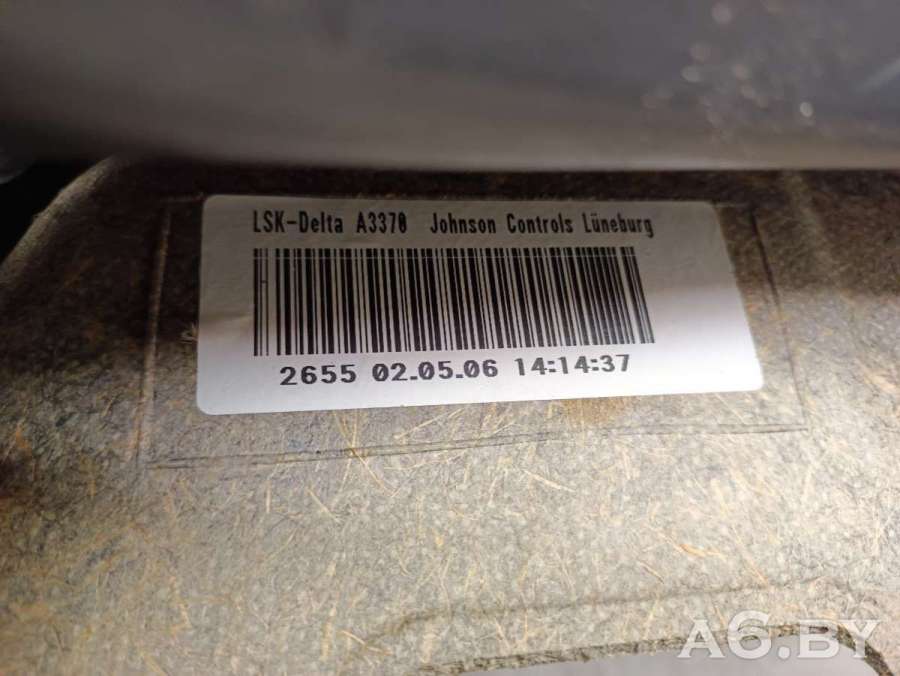 LSK-Delta A3370 Johnson Controls Lüneburg
2655 02.05.06 14:14:37
A6.BY